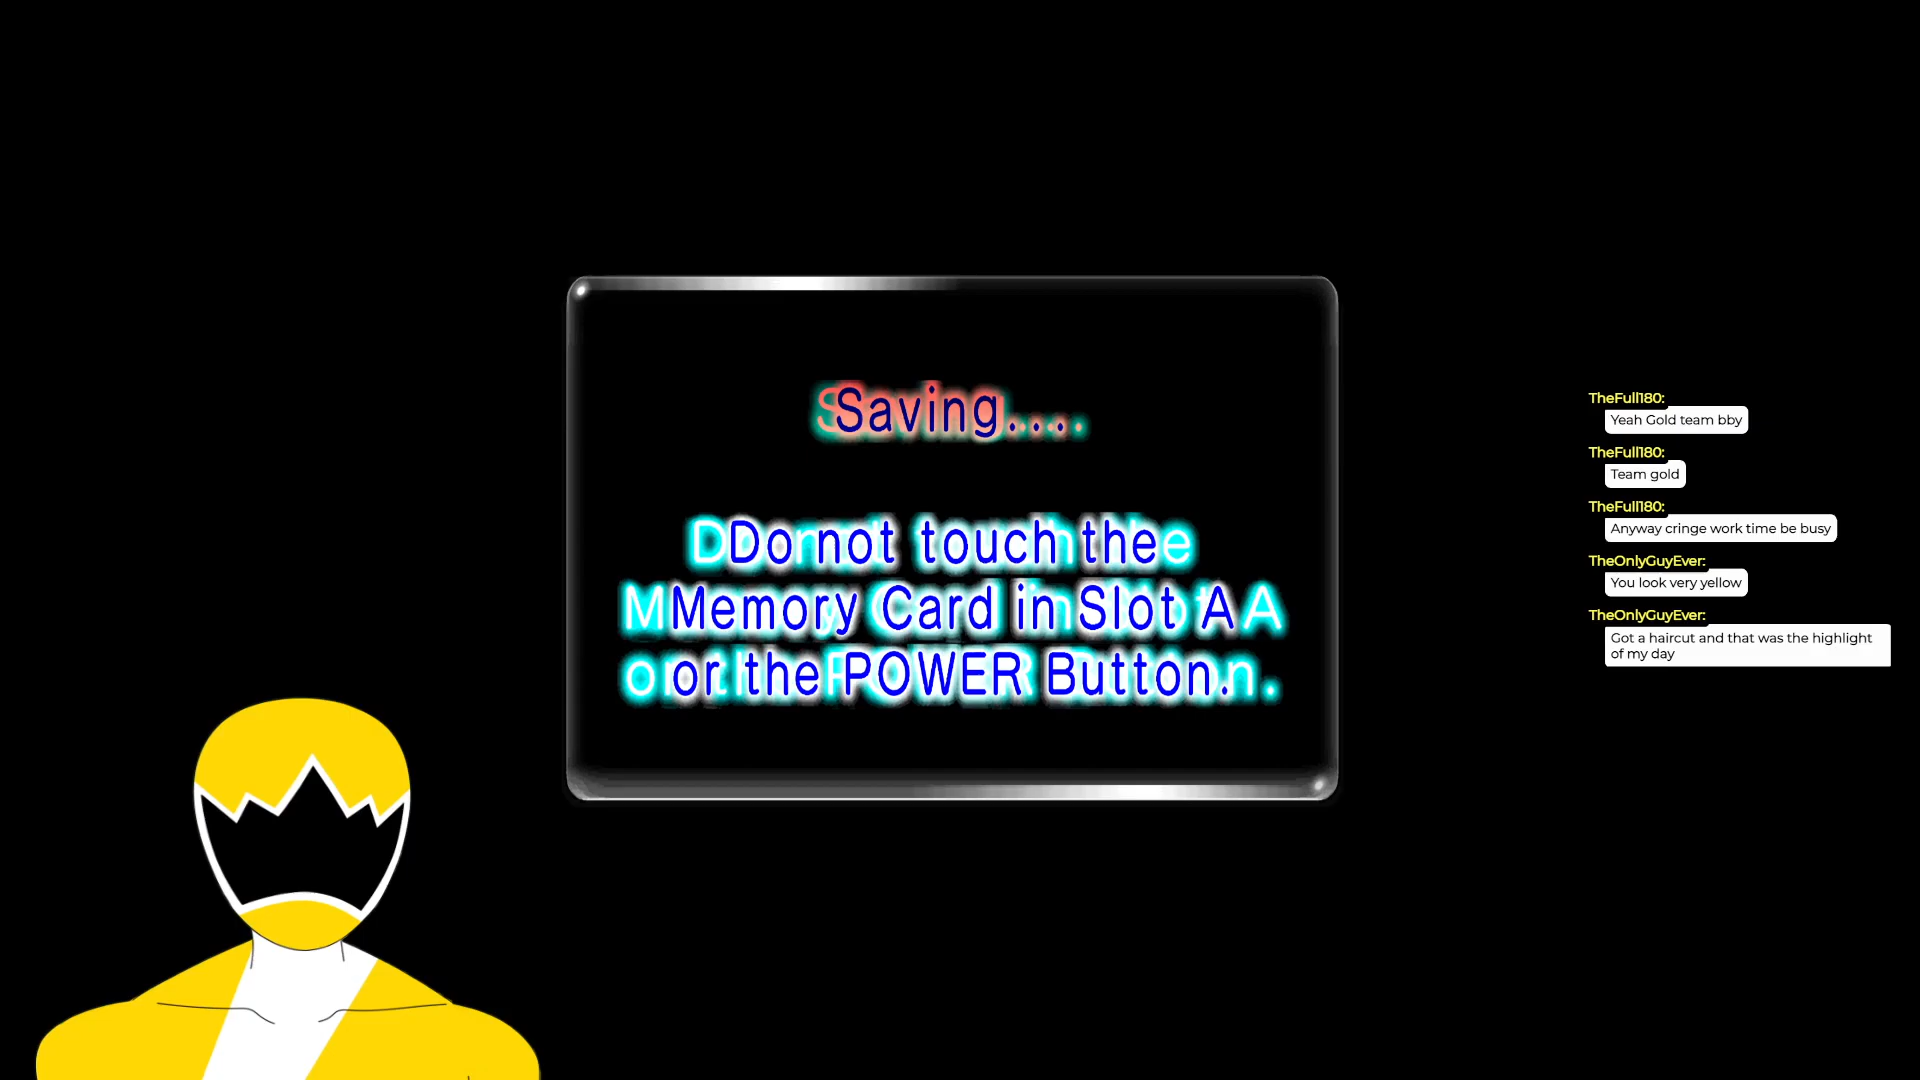 Saving....
Do not touch the
Memory Card in Slot A
or the POWER Button.
TheFull180:
Yeah Gold team bby
TheFull180:
Team gold
TheFull180:
Anyway cringe work time be busy
TheOnlyGuyEver:
You look very yellow
TheOnlyGuyEver:
Got a haircut and that was the highlight
of my day